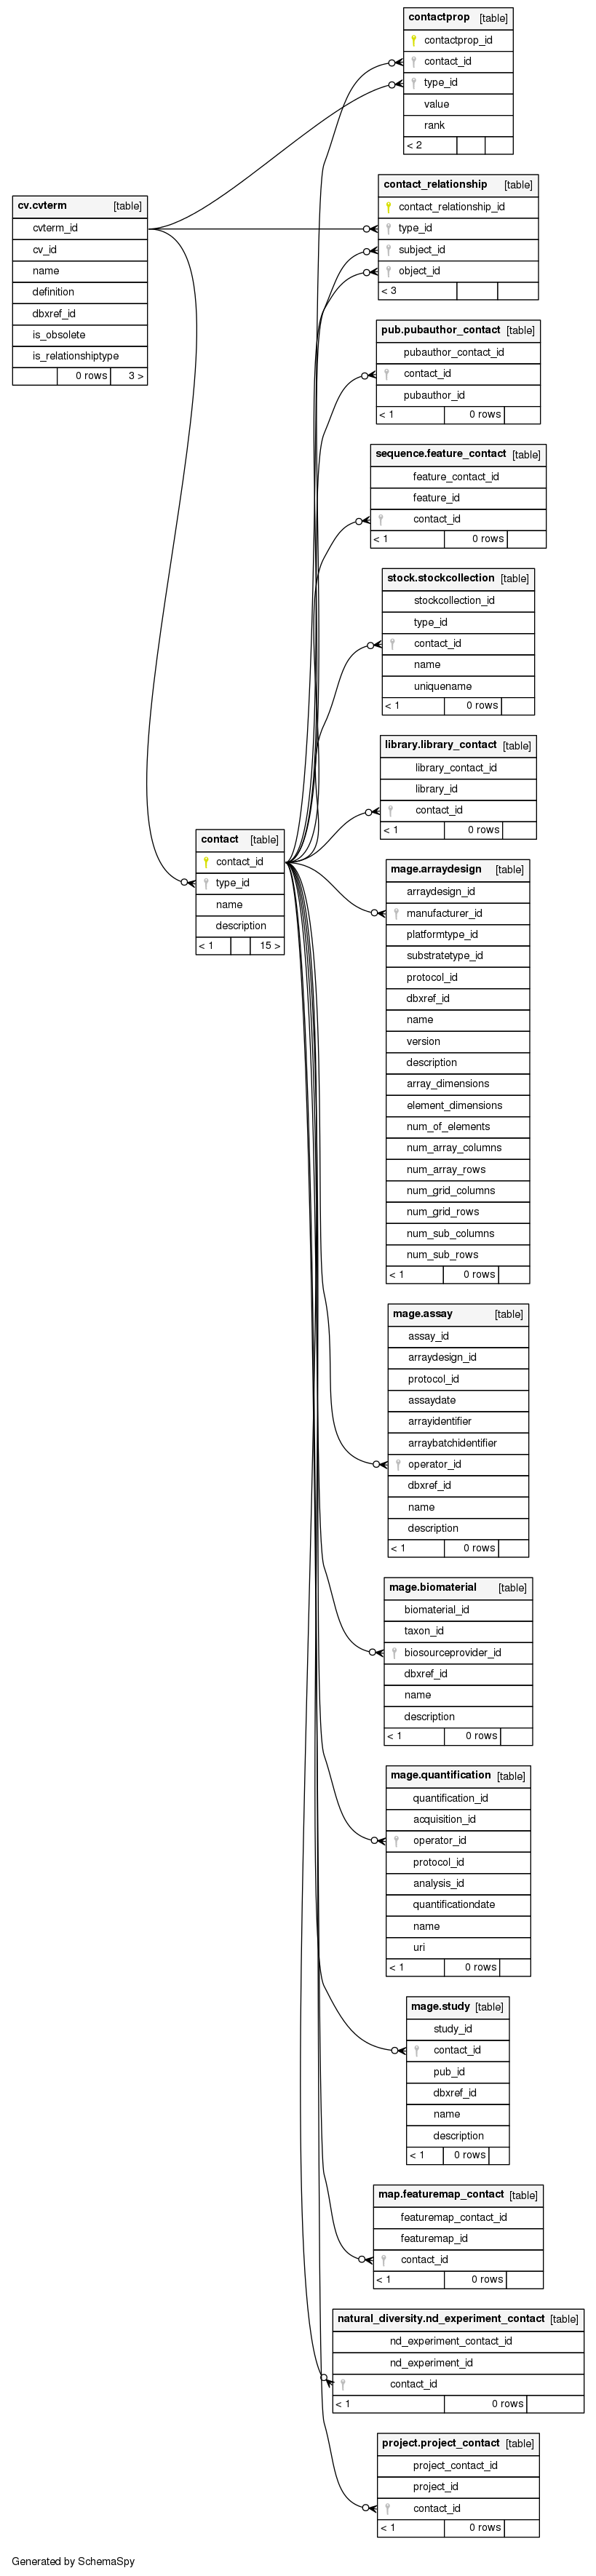 contactprop [table]
contactprop_id
contact_id
type_id
value
rank
< 2
contact_relationship [table]
contact_relationship_id
type_id
subject_id
object_id
< 3
cv.cvterm [table]
cvterm_id
cv_id
name
definition
dbxref_id
is_obsolete
is_relationshiptype
0 rows 3 >
pub.pubauthor_contact [table]
pubauthor_contact_id
contact_id
pubauthor_id
< 1 0 rows
sequence.feature_contact [table]
feature_contact_id
feature_id
contact_id
< 1 0 rows
stock.stockcollection [table]
stockcollection_id
type_id
contact_id
name
uniquename
< 1 0 rows
library.library_contact [table]
library_contact_id
library_id
contact_id
< 1 0 rows
contact [table]
contact_id
type_id
name
description
< 1 15 >
mage.arraydesign [table]
arraydesign_id
manufacturer_id
platformtype_id
substratetype_id
protocol_id
dbxref_id
name
version
description
array_dimensions
element_dimensions
num_of_elements
num_array_columns
num_array_rows
num_grid_columns
num_grid_rows
num_sub_columns
num_sub_rows
< 1 0 rows
mage.assay [table]
assay_id
arraydesign_id
protocol_id
assaydate
arrayidentifier
arraybatchidentifier
operator_id
dbxref_id
name
description
< 1 0 rows
mage.biomaterial [table]
biomaterial_id
taxon_id
biosourceprovider_id
dbxref_id
name
description
< 1 0 rows
mage.quantification [table]
quantification_id
acquisition_id
operator_id
protocol_id
analysis_id
quantificationdate
name
uri
< 1 0 rows
mage.study [table]
study_id
contact_id
pub_id
dbxref_id
name
description
< 1 0 rows
map.featuremap_contact [table]
featuremap_contact_id
featuremap_id
contact_id
< 1 0 rows
natural_diversity.nd_experiment_contact [table]
nd_experiment_contact_id
nd_experiment_id
contact_id
< 1 0 rows
project.project_contact [table]
project_contact_id
project_id
contact_id
< 1 0 rows
Generated by SchemaSpy